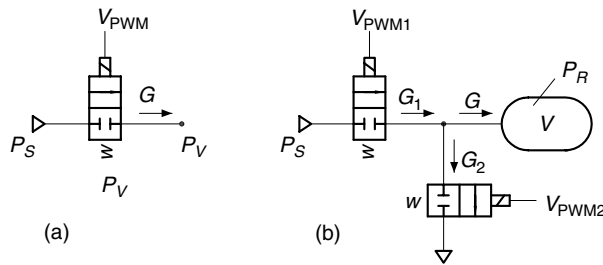 V_PWM
G
P_S
w
P_V
P_V
(a)
V_PWM1
G_1
G
P_R
V
P_S
w
G_2
w
V_PWM2
(b)